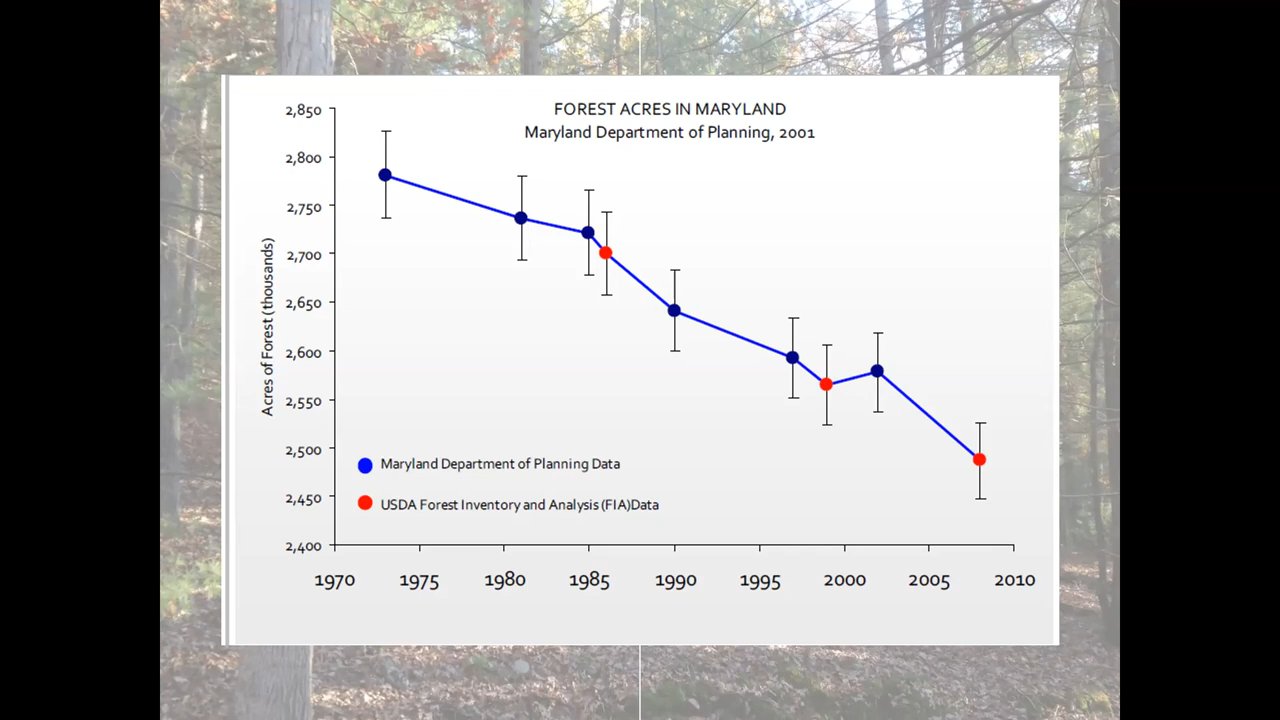 FOREST ACRES IN MARYLAND
Maryland Department of Planning, 2001
2,850
2,800
2,750
2,700
2,650
2,600
2,550
2,500
2,450
2,400
Acres of Forest (thousands)
Maryland Department of Planning Data
USDA Forest Inventory and Analysis (FIA)Data
1970 1975 1980 1985 1990 1995 2000 2005 2010